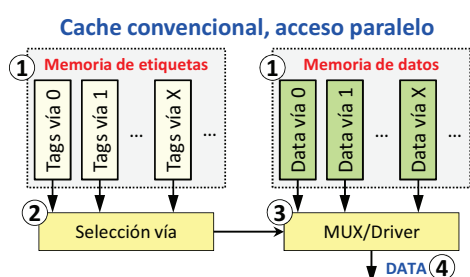 Cache convencional, acceso paralelo
1 Memoria de etiquetas
Tags vía 0
Tags vía 1
...
Tags vía X
...
1 Memoria de datos
Data vía 0
Data vía 1
...
Data vía X
...
2 Selección vía
3 MUX/Driver
DATA 4